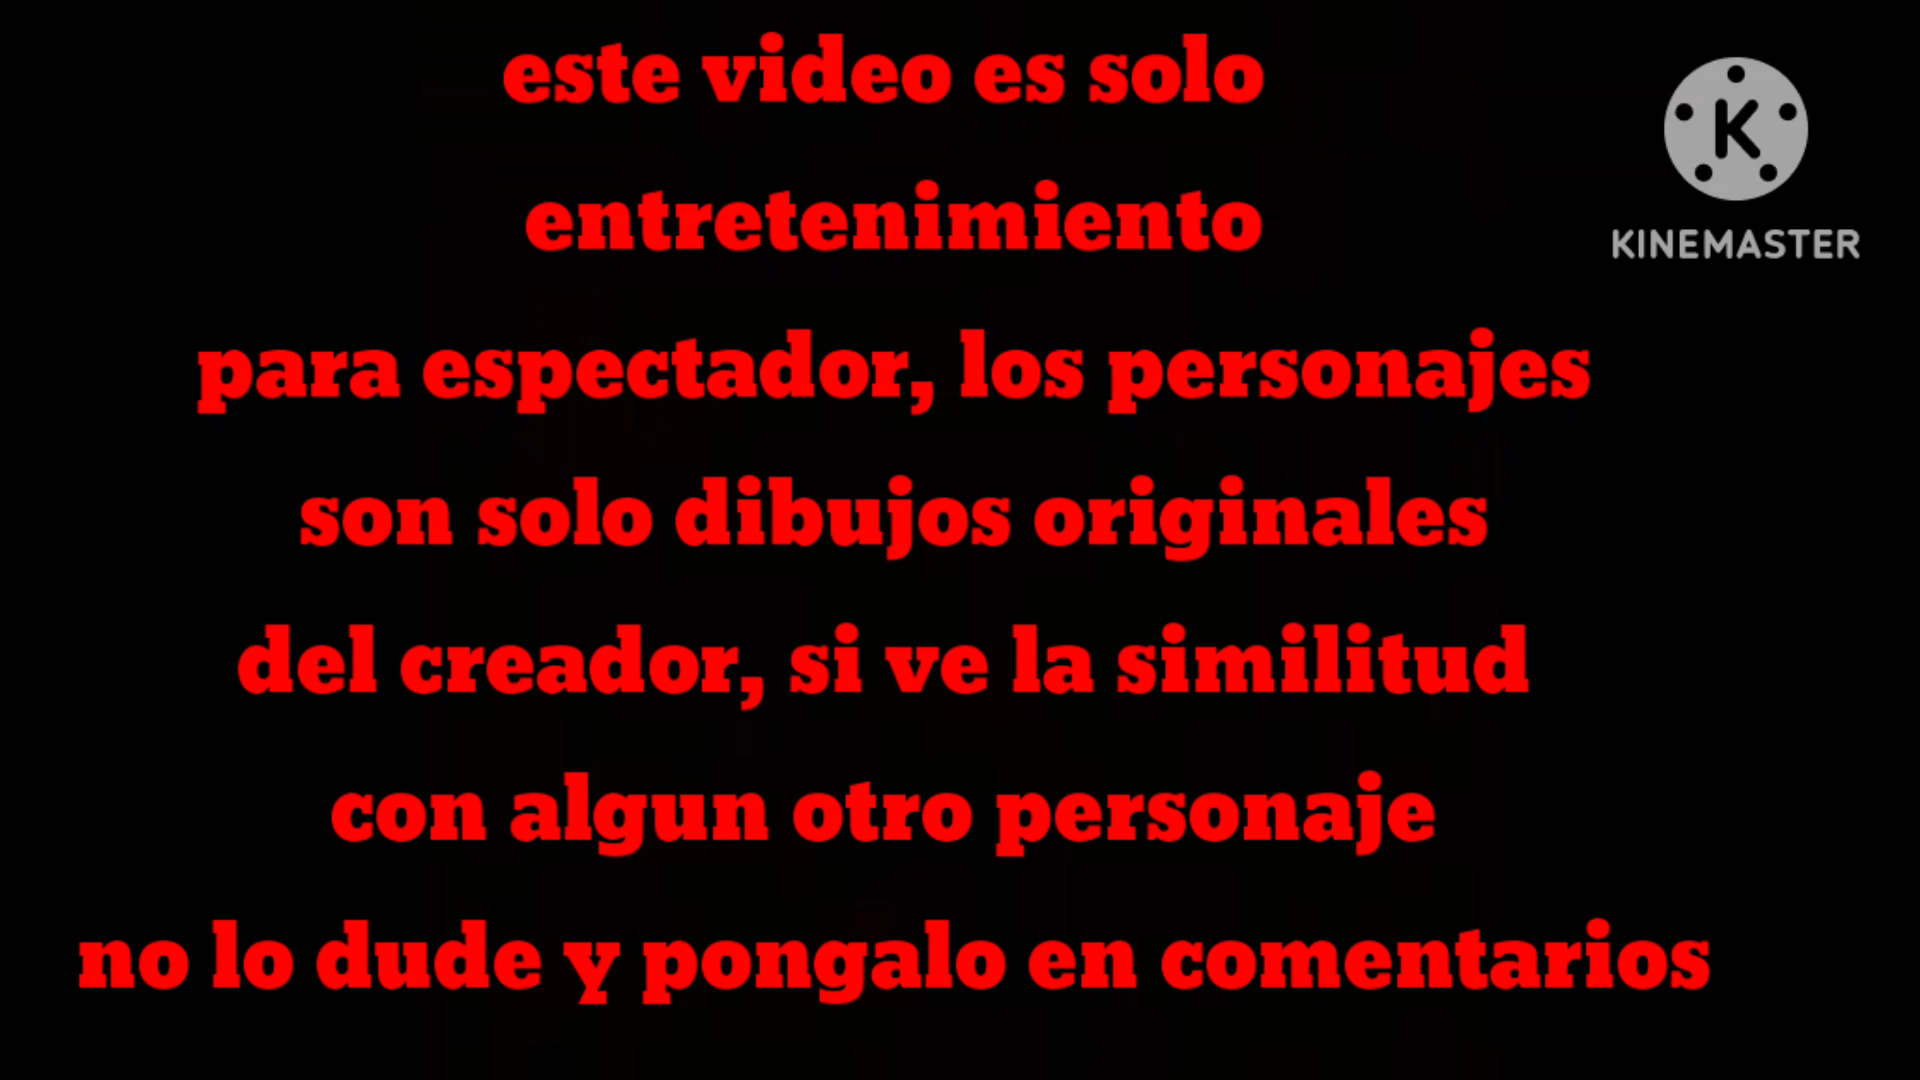 este video es solo
entretenimiento
para espectador, los personajes
son solo dibujos originales
del creador, si ve la similitud
con algun otro personaje
no lo dude y pongalo en comentarios
K
KINEMASTER